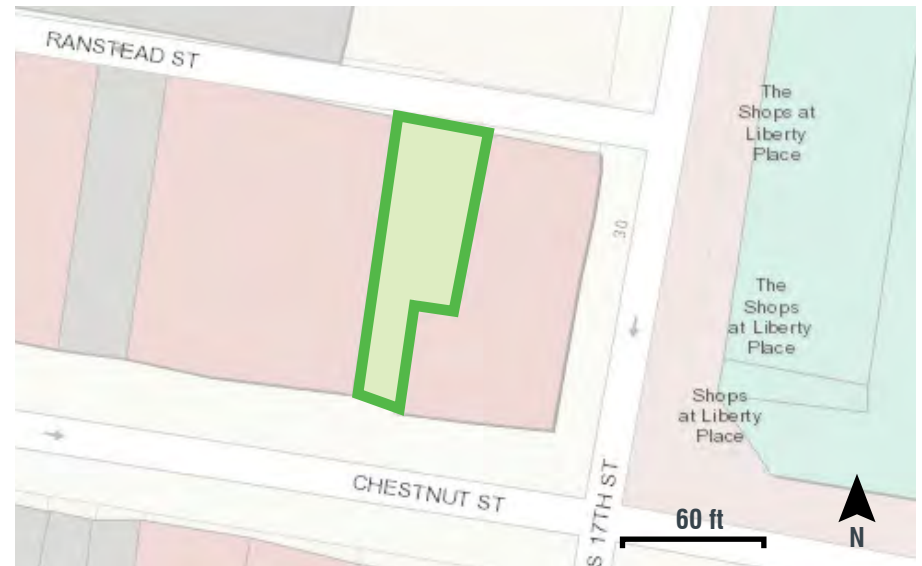 RANSTEAD ST
The
Shops at
Liberty
Place
30
The
Shops
at Liberty
Place
Shops
at Liberty
Place
CHESTNUT ST
S 17TH ST
60 ft
N